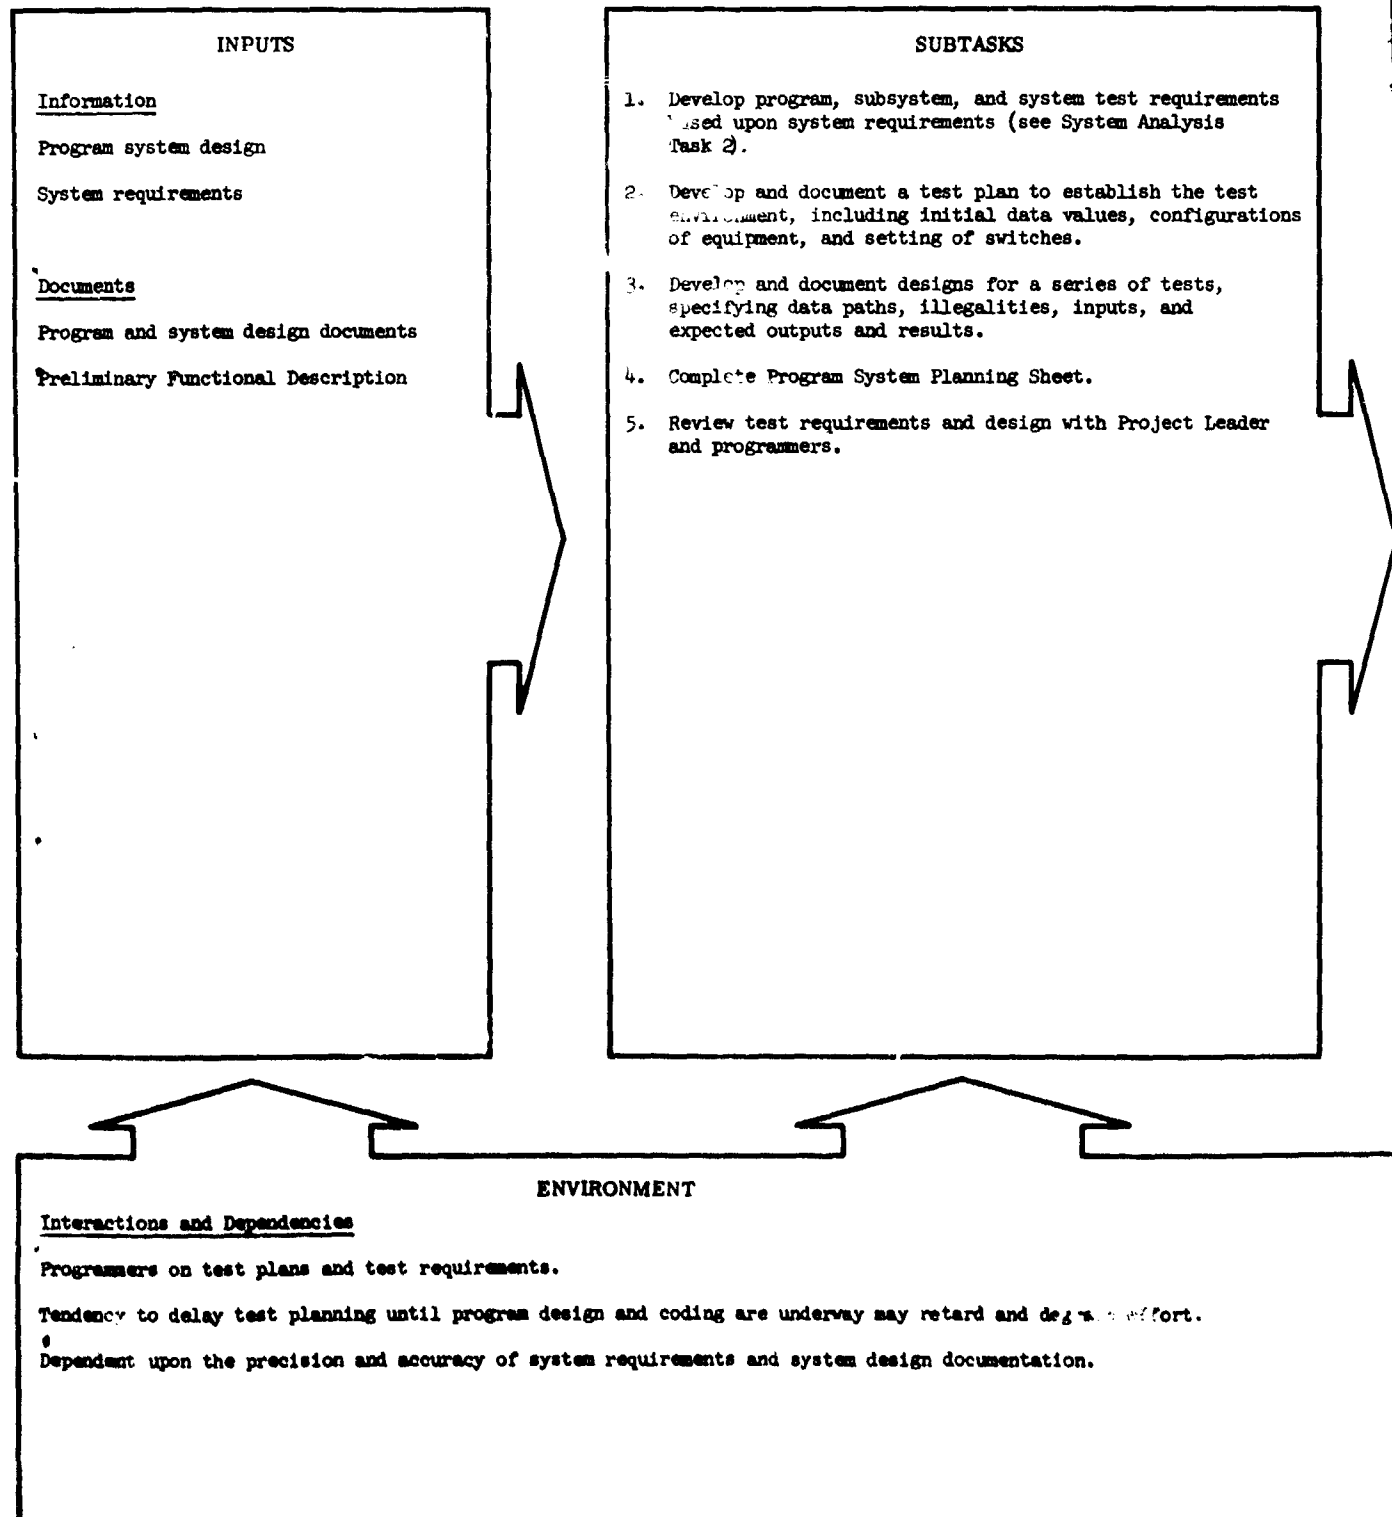 INPUTS
Information
Program system design
System requirements
Documents
Program and system design documents
Preliminary Functional Description
SUBTASKS
1. Develop program, subsystem, and system test requirements
based upon system requirements (see System Analysis
Task 2).
2. Develop and document a test plan to establish the test
environment, including initial data values, configurations
of equipment, and setting of switches.
3. Develop and document designs for a series of tests,
specifying data paths, illegalities, inputs, and
expected outputs and results.
4. Complete Program System Planning Sheet.
5. Review test requirements and design with Project Leader
and programmers.
ENVIRONMENT
Interactions and Dependencies
Programmers on test plans and test requirements.
Tendency to delay test planning until program design and coding are underway may retard and effort.
Dependent upon the precision and accuracy of system requirements and system design documentation.